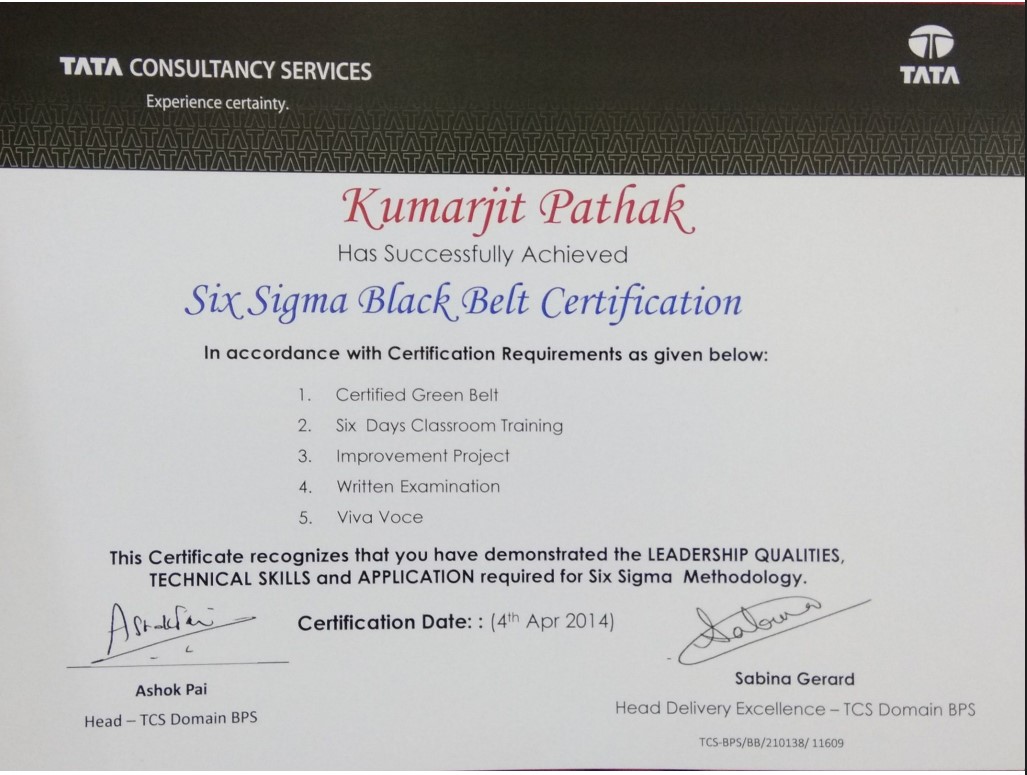 TATA CONSULTANCY SERVICES
Experience certainty.
TATA
Kumarjit Pathak
Has Successfully Achieved
Six Sigma Black Belt Certification
In accordance with Certification Requirements as given below:
1. Certified Green Belt
2. Six Days Classroom Training
3. Improvement Project
4. Written Examination
5. Viva Voce
This Certificate recognizes that you have demonstrated the LEADERSHIP QUALITIES,
TECHNICAL SKILLS and APPLICATION required for Six Sigma Methodology.
Certification Date: : (4th Apr 2014)
Ashok Pai
Head – TCS Domain BPS
Sabina Gerard
Head Delivery Excellence – TCS Domain BPS
TCS-BPS/BB/210138/ 11609